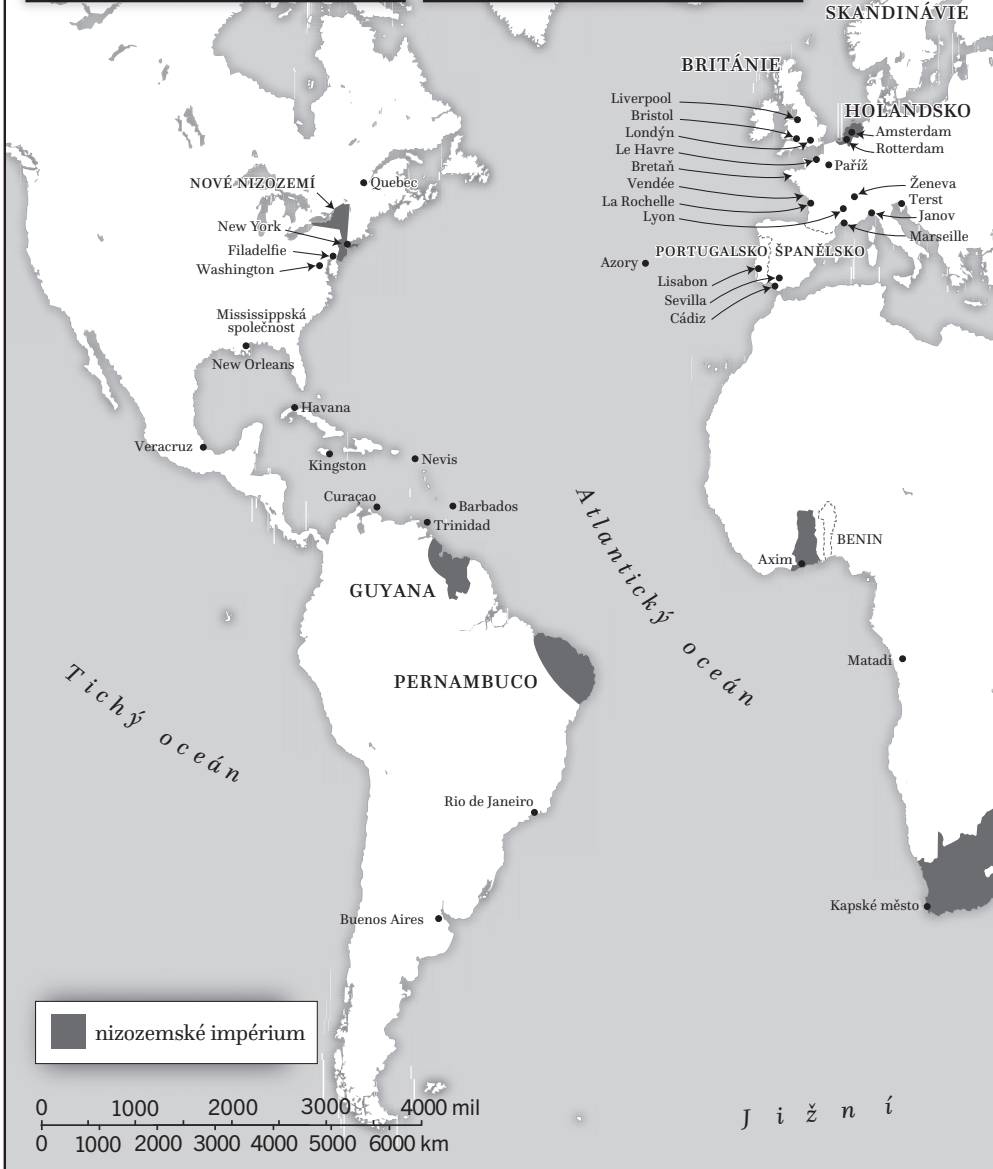 SKANDINÁVIE
BRITÁNIE
Liverpool
Bristol
Londýn
Le Havre
Bretaň
Vendée
La Rochelle
Lyon
HOLANDSKO
Amsterdam
Rotterdam
Paříž
Ženeva
Terst
Janov
Marseille
PORTUGALSKO
ŠPANĚLSKO
Azory
Lisabon
Sevilla
Cádiz
NOVÉ NIZOZEMÍ
Quebec
New York
Filadelfie
Washington
Mississippská
společnost
New Orleans
Havana
Veracruz
Kingston
Nevis
Curaçao
Barbados
Trinidad
GUYANA
PERNAMBUCO
Atlantický oceán
BENIN
Axim
Matadi
Tichý oceán
Rio de Janeiro
Buenos Aires
Kapské město
nizozemské impérium
0 1000 2000 3000 4000 mil
0 1000 2000 3000 4000 5000 6000 km
Jižní